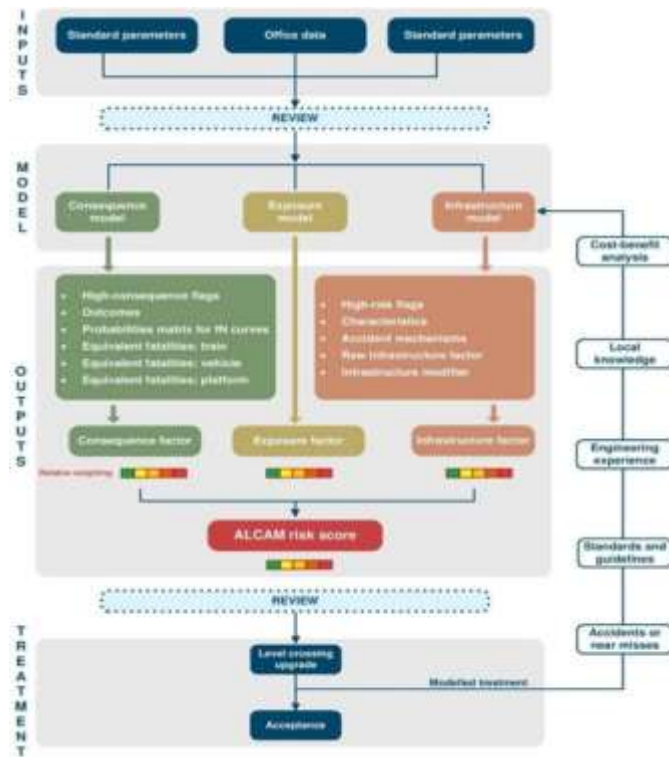 INPUTS
Standard parameters
Office data
Standard parameters
REVIEW
MODEL
Consequence
model
Exposure model
Infrastructure
model
Cost-benefit
analysis
OUTPUTS
• High-consequence flags
• Outcomes
• Probabilities matrix for fN curves
• Equivalent fatalities: train
• Equivalent fatalities: vehicle
• Equivalent fatalities: platform
• High-risk flags
• Characteristics
• Accident mechanisms
• Raw infrastructure factor
• Infrastructure modifier
Local
knowledge
Consequence factor
Exposure factor
Infrastructure factor
Engineering
experience
Relative weighting
ALCAM risk score
Standards and
guidelines
REVIEW
TREATMENT
Level crossing
upgrade
Accidents or
near misses
Modelled treatment
Acceptance